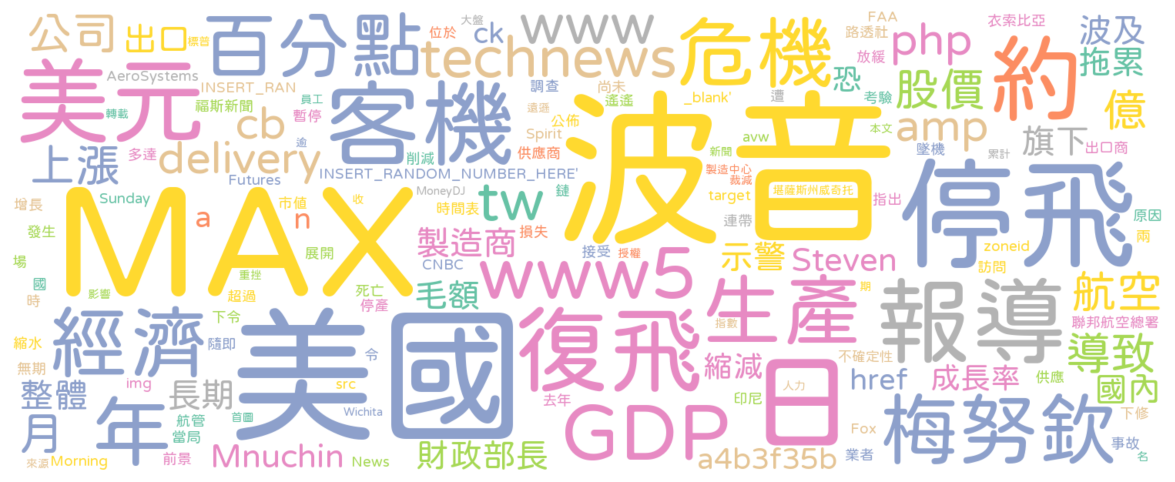 公司 出口 百分點 大盤 位於 ck www 危機 FAA 標普 路透社 php 衣索比亞 波及
美元 AeroSystems technews 放緩 恐 股價 約 拖累
轉載 INSERT_RAN 員工 遠遜 尚未 _blank' 調查 遙遙 遭 考驗 億
福斯新聞 暫停 cb 客機 公佈 波音 avw 本文 amp 旗下
上漲 多達 delivery 逾 削減 Spirit 供應商 新聞 墜機 累計 出口商
Futures INSERT_RANDOM_NUMBER_HERE' 鏈 製造中心 裁減 停飛
Sunday MAX 市值 收 MoneyDJ 時間表 tw target 堪薩斯州威奇托 指出
增長 a n 損失 製造商 接受 授權 連帶 原因
發生 展開 CNBC www5 示警 Steven zoneid 兩
場 國 重挫 死亡 毛額 訪問 航空
時 影響 超過 停產 生產 期 報導
經濟 下令 美國 復飛 指數 聯邦航空總署
縮水 隨即 令 縮減 日 不確定性 導致
無期 整體 img 長期 src 去年 印尼 人力 href 成長率 供應 國內
月 年 航管 首圖 Wichita GDP 梅努欽 下修
當局 Fox 業者 事故
來源 Morning 前景 Mnuchin News 財政部長 a4b3f35b 名